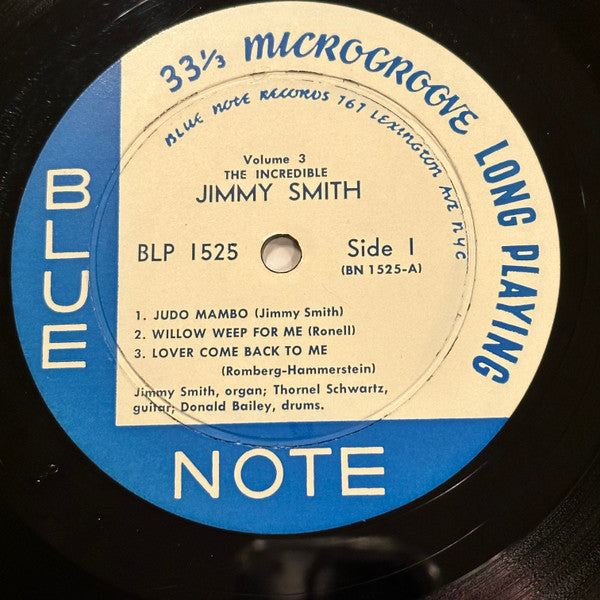 33⅓ MICROGROOVE LONG PLAYING
BLUE NOTE RECORDS 767 LEXINGTON AVE NYC
Volume 3
THE INCREDIBLE
JIMMY SMITH
BLP 1525
Side 1
(BN 1525-A)
1. JUDO MAMBO (Jimmy Smith)
2. WILLOW WEEP FOR ME (Ronell)
3. LOVER COME BACK TO ME
(Romberg-Hammerstein)
Jimmy Smith, organ; Thornel Schwartz,
guitar; Donald Bailey, drums.
BLUE
NOTE